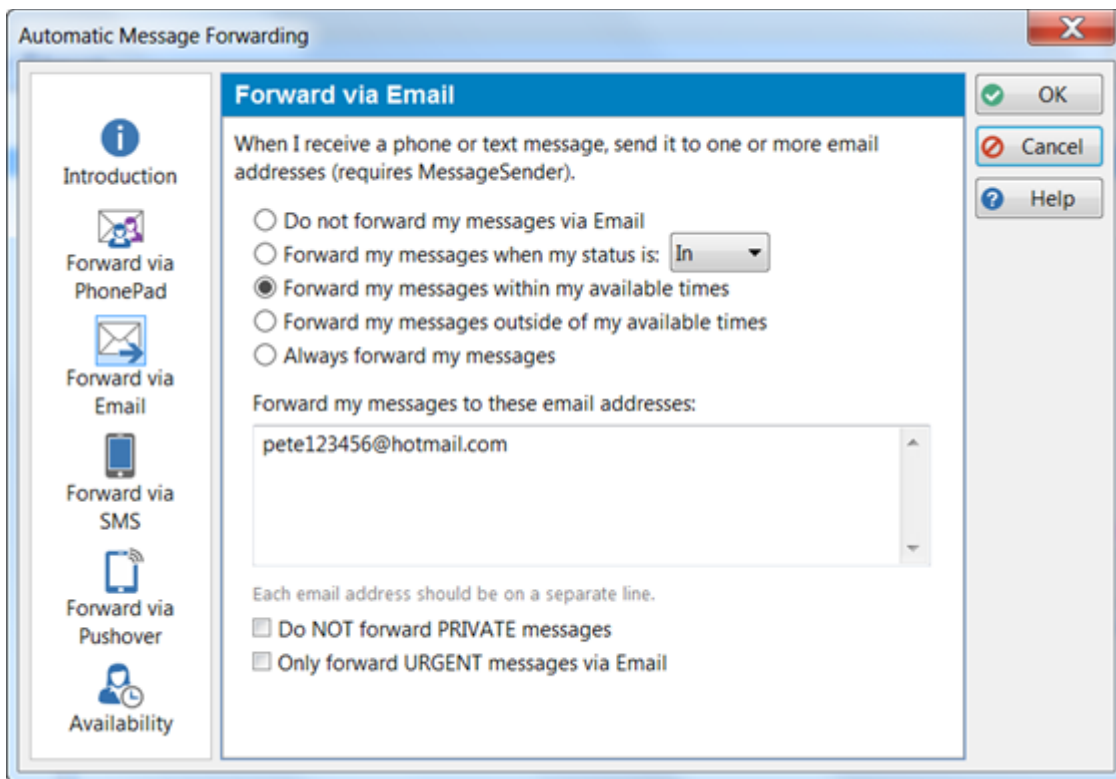 Automatic Message Forwarding
Introduction
Forward via
PhonePad
Forward via
Email
Forward via
SMS
Forward via
Pushover
Availability
Forward via Email
When I receive a phone or text message, send it to one or more email
addresses (requires MessageSender).
Do not forward my messages via Email
Forward my messages when my status is: In
Forward my messages within my available times
Forward my messages outside of my available times
Always forward my messages
Forward my messages to these email addresses:
pete123456@hotmail.com
Each email address should be on a separate line.
Do NOT forward PRIVATE messages
Only forward URGENT messages via Email
OK
Cancel
Help